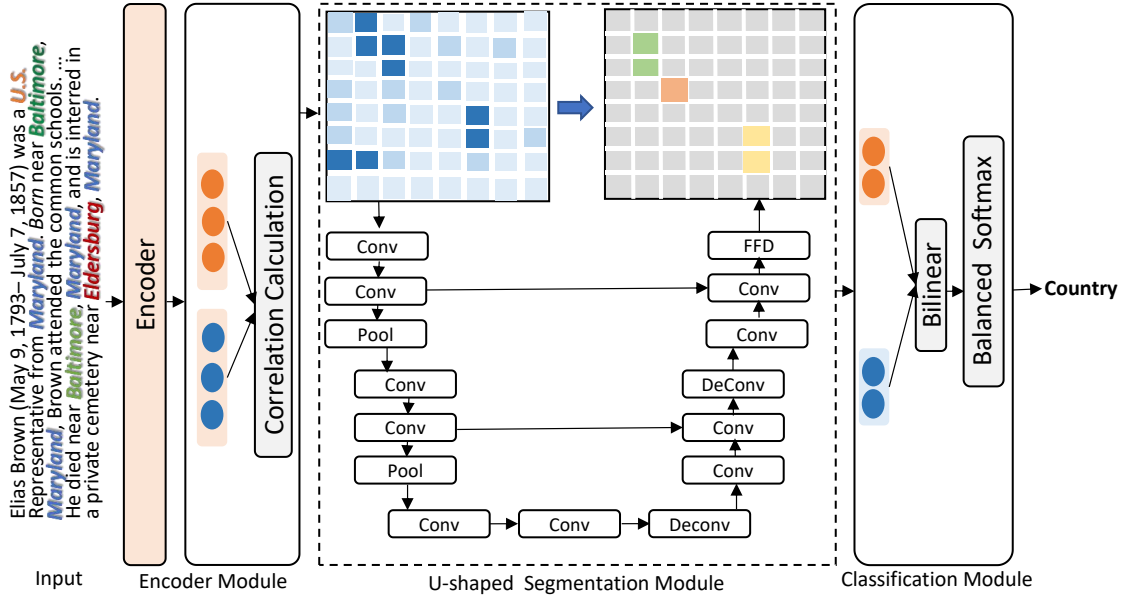 Elias Brown (May 9, 1793– July 7, 1857) was a U.S.
Representative from Maryland. Born near Baltimore,
Maryland, Brown attended the common schools. ...
He died near Baltimore, Maryland, and is interred in
a private cemetery near Eldersburg, Maryland.
Input
Encoder
Correlation Calculation
Encoder Module
Conv
Conv
Pool
Conv
Conv
Pool
Conv
Conv
Deconv
Conv
Conv
DeConv
Conv
Conv
FFD
U-shaped Segmentation Module
Bilinear
Balanced Softmax
Classification Module
Country